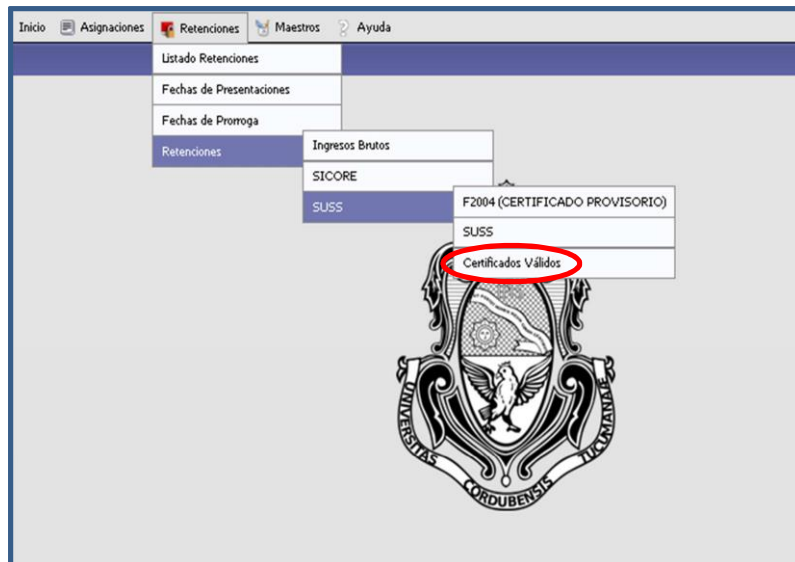 Inicio Asignaciones Retenciones Maestros Ayuda
Listado Retenciones
Fechas de Presentaciones
Fechas de Prorroga
Retenciones
Ingresos Brutos
SICORE
SUSS
F2004 (CERTIFICADO PROVISORIO)
SUSS
Certificados Válidos
UNIVERSITAS CORDUBENSIS TUCUMANAE